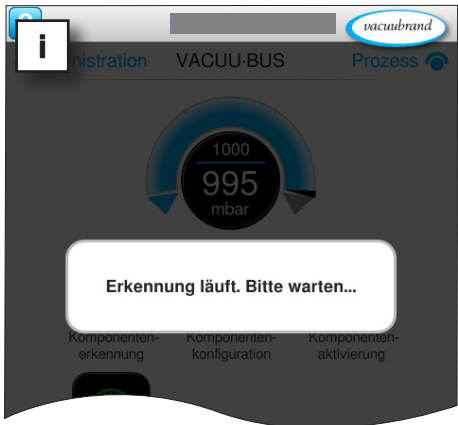 vacuubrand
i
nistration VACUU·BUS Prozess
1000
995
mbar
Erkennung läuft. Bitte warten...
Komponenten- Komponenten- Komponenten-
erkennung konfiguration aktivierung